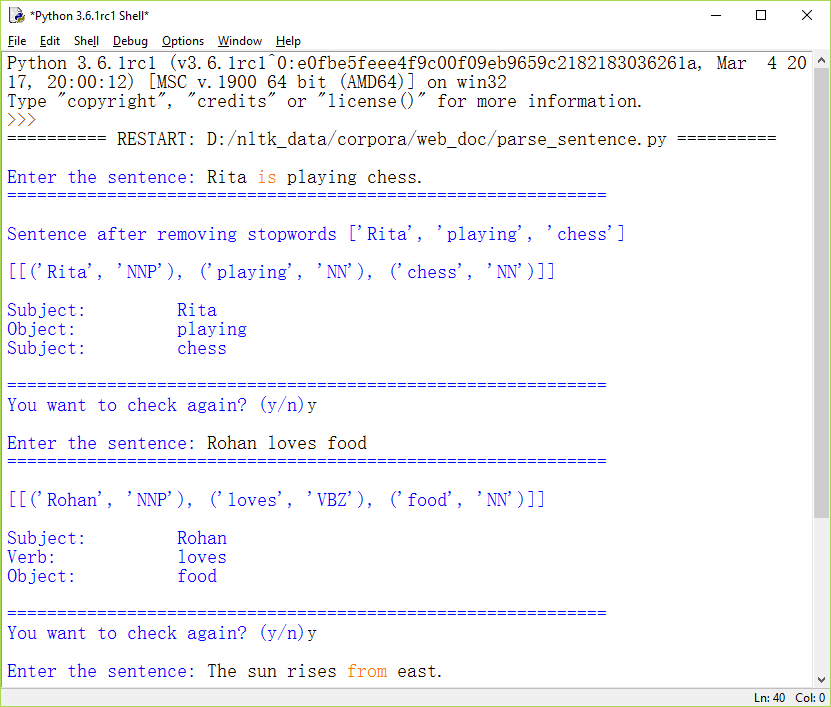 *Python 3.6.1rc1 Shell*
File Edit Shell Debug Options Window Help
Python 3.6.1rc1 (v3.6.1rc1^0:e0fbe5feee4f9c00f09eb9659c2182183036261a, Mar  4 20
17, 20:00:12) [MSC v.1900 64 bit (AMD64)] on win32
Type "copyright", "credits" or "license()" for more information.
>>>
========== RESTART: D:/nltk_data/corpora/web_doc/parse_sentence.py ==========
Enter the sentence: Rita is playing chess.
============================================================
Sentence after removing stopwords ['Rita', 'playing', 'chess']
[[('Rita', 'NNP'), ('playing', 'NN'), ('chess', 'NN')]]
Subject: Rita
Object: playing
Subject: chess
============================================================
You want to check again? (y/n)y
Enter the sentence: Rohan loves food
============================================================
[[('Rohan', 'NNP'), ('loves', 'VBZ'), ('food', 'NN')]]
Subject: Rohan
Verb: loves
Object: food
============================================================
You want to check again? (y/n)y
Enter the sentence: The sun rises from east.
Ln: 40 Col: 0